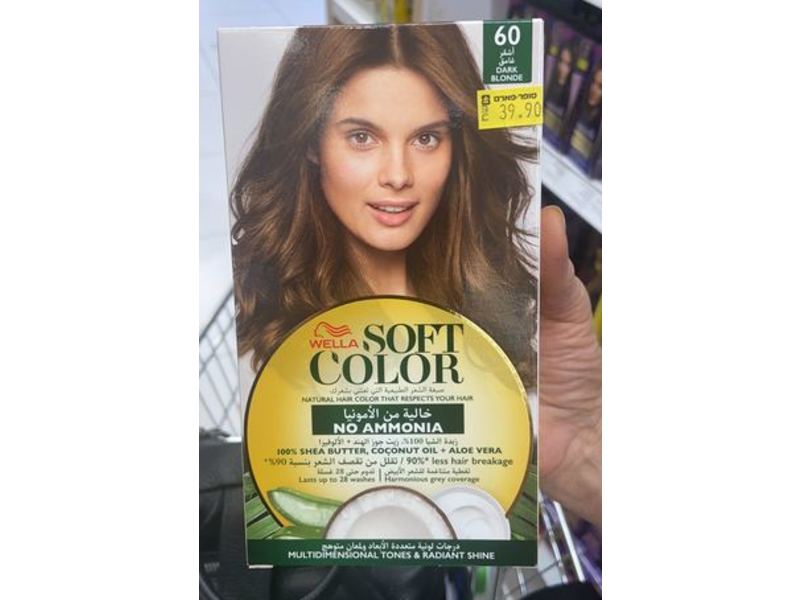 60
أشقر
غامق
DARK
BLONDE
סופר-פארם
39.90
WELLA
SOFT
COLOR
صبغة الشعر الطبيعية التي تعتني بشعرك
NATURAL HAIR COLOR THAT RESPECTS YOUR HAIR
خالية من الأمونيا
NO AMMONIA
زبدة الشيا 100%، زيت جوز الهند + الألوفيرا
100% SHEA BUTTER, COCONUT OIL + ALOE VERA
تقلل من تقصف الشعر بنسبة 90%* / 90%* less hair breakage
تدوم حتى 28 غسلة
Lasts up to 28 washes
تغطية متناغمة للشعر الأبيض
Harmonious grey coverage
درجات لونية متعددة الأبعاد ولمعان متوهج
MULTIDIMENSIONAL TONES & RADIANT SHINE